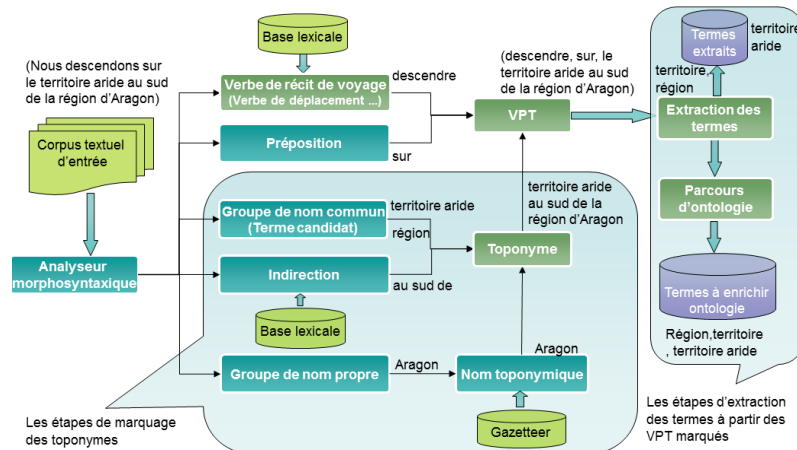 Base lexicale
(Nous descendons sur
le territoire aride au sud
de la région d'Aragon)
Corpus textuel
d'entrée
Analyseur
morphosyntaxique
Verbe de récit de voyage
(Verbe de déplacement ...)
descendre
Préposition
sur
(descendre, sur, le
territoire aride au sud
de la région d'Aragon)
VPT
territoire aride
au sud de la
région d'Aragon
Groupe de nom commun
(Terme candidat)
territoire aride
région
Indirection
au sud de
Base lexicale
Toponyme
Aragon
Groupe de nom propre
Aragon
Nom toponymique
Gazetteer
Les étapes de marquage
des toponymes
Termes
extraits
territoire
aride
territoire,
région
Extraction des
termes
Parcours
d'ontologie
Termes à enrichir
ontologie
Région,territoire
, territoire aride
Les étapes d'extraction
des termes à partir des
VPT marqués